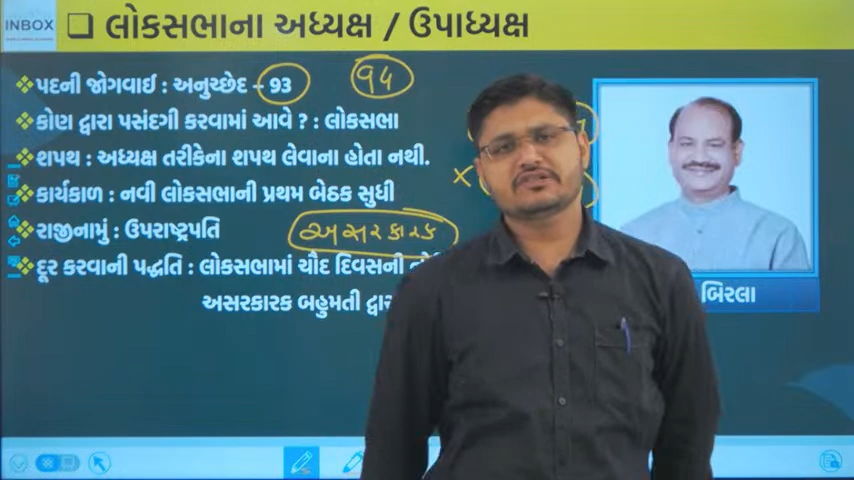 INBOX
❑ લોકસભાના અધ્યક્ષ / ઉપાધ્યક્ષ
❖ પદની જોગવાઈ : અનુચ્છેદ - 93 94
❖ કોણ દ્વારા પસંદગી કરવામાં આવે ? : લોકસભા
❖ શપથ : અધ્યક્ષ તરીકેના શપથ લેવાના હોતા નથી.
❖ કાર્યકાળ : નવી લોકસભાની પ્રથમ બેઠક સુધી
❖ રાજીનામું : ઉપરાષ્ટ્રપતિ અસરકારક
❖ દૂર કરવાની પદ્ધતિ : લોકસભામાં ચૌદ દિવસની
અસરકારક બહુમતી
બિરલા